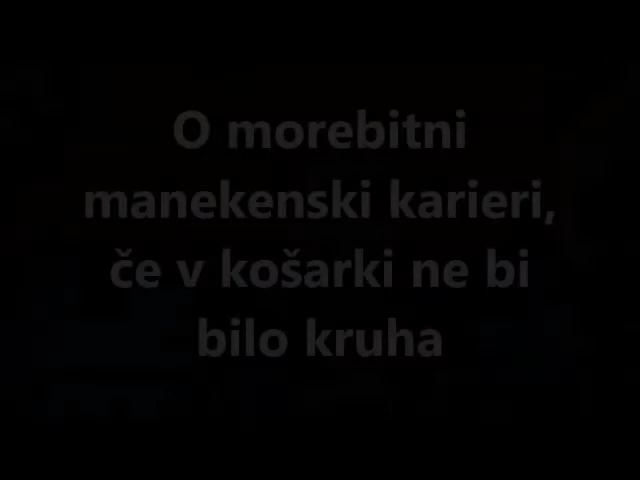 O morebitni
manekenski karieri,
če v košarki ne bi
bilo kruha